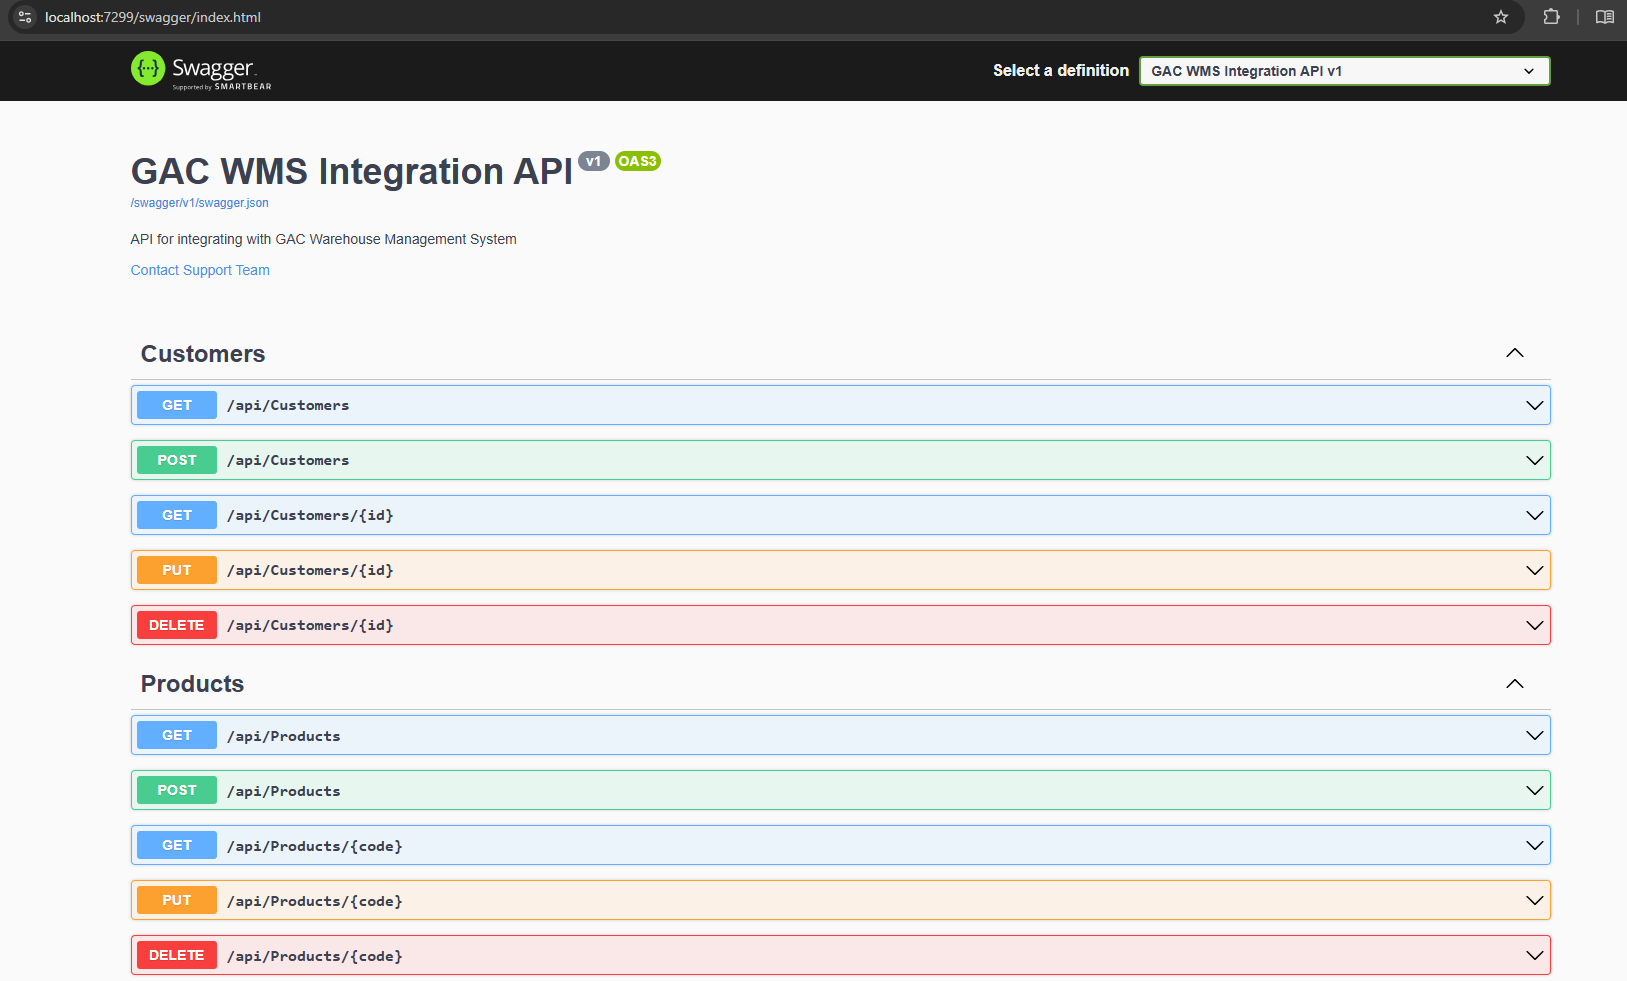 localhost:7299/swagger/index.html
Swagger
Supported by SMARTBEAR
Select a definition
GAC WMS Integration API v1
GAC WMS Integration API v1 OAS3
/swagger/v1/swagger.json
API for integrating with GAC Warehouse Management System
Contact Support Team
Customers
GET /api/Customers
POST /api/Customers
GET /api/Customers/{id}
PUT /api/Customers/{id}
DELETE /api/Customers/{id}
Products
GET /api/Products
POST /api/Products
GET /api/Products/{code}
PUT /api/Products/{code}
DELETE /api/Products/{code}